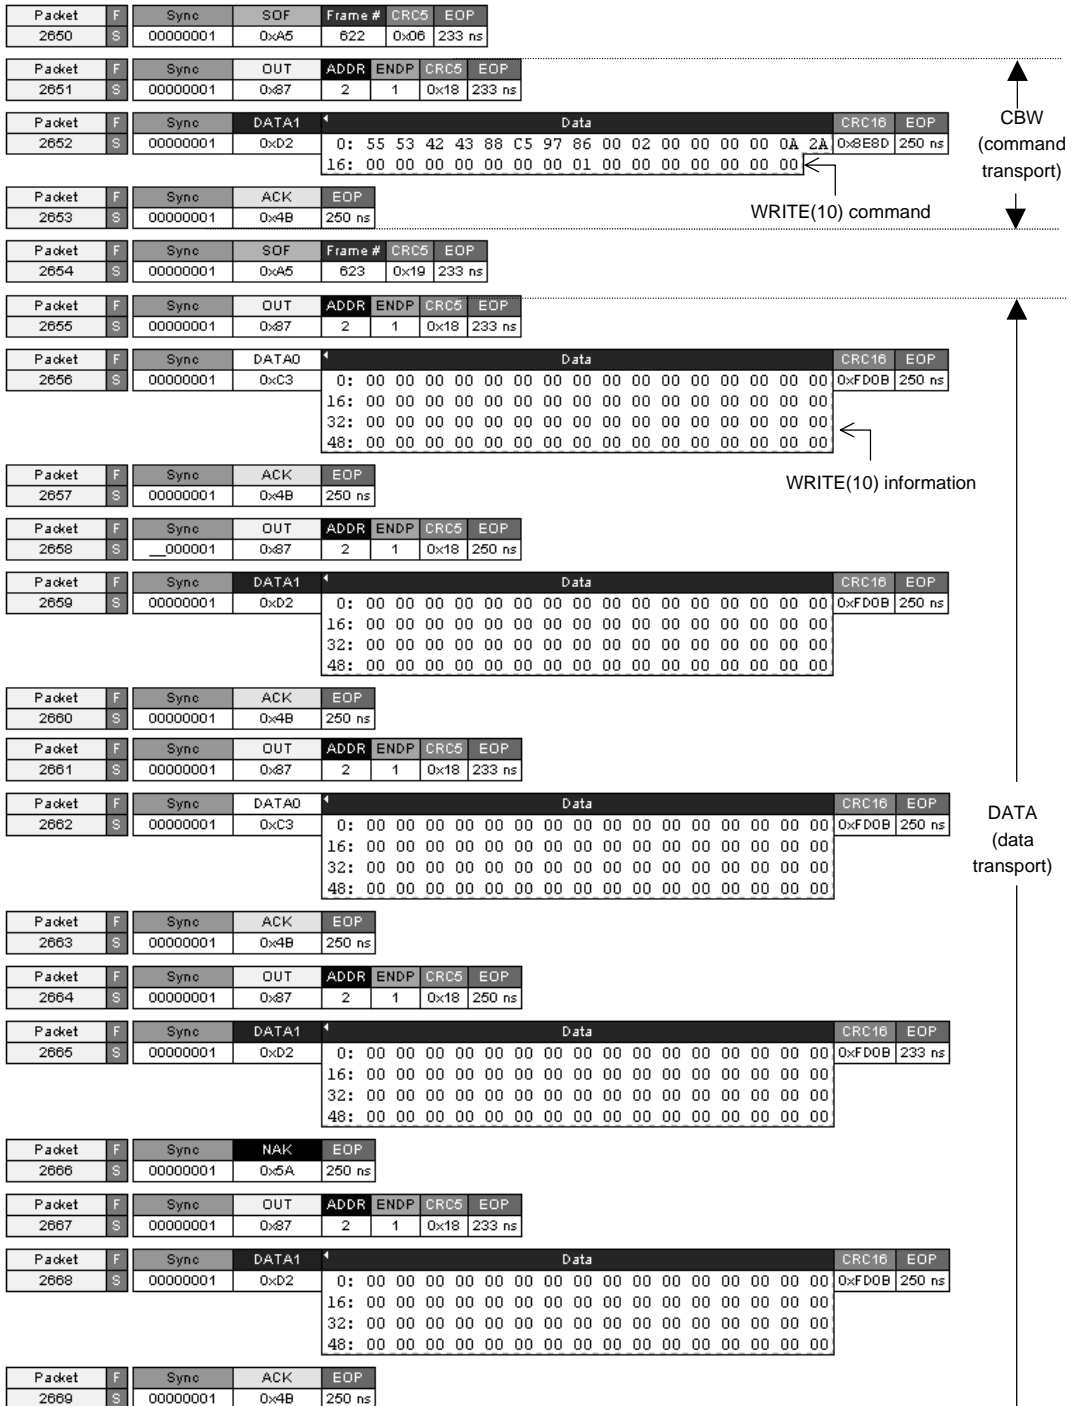 Packet F Sync SOF Frame # CRC5 EOP
2650 S 00000001 0xA5 622 0x06 233 ns
Packet F Sync OUT ADDR ENDP CRC5 EOP
2651 S 00000001 0x87 2 1 0x18 233 ns
CBW
(command
transport)
Packet F Sync DATA1 Data CRC16 EOP
2652 S 00000001 0xD2 0: 55 53 42 43 88 C5 97 86 00 02 00 00 00 00 0A 2A 0x8E8D 250 ns
16: 00 00 00 00 00 00 00 01 00 00 00 00 00 00 00
WRITE(10) command
Packet F Sync ACK EOP
2653 S 00000001 0x4B 250 ns
Packet F Sync SOF Frame # CRC5 EOP
2654 S 00000001 0xA5 623 0x19 233 ns
Packet F Sync OUT ADDR ENDP CRC5 EOP
2655 S 00000001 0x87 2 1 0x18 233 ns
Packet F Sync DATA0 Data CRC16 EOP
2656 S 00000001 0xC3 0: 00 00 00 00 00 00 00 00 00 00 00 00 00 00 00 00 0xFD0B 250 ns
16: 00 00 00 00 00 00 00 00 00 00 00 00 00 00 00 00
32: 00 00 00 00 00 00 00 00 00 00 00 00 00 00 00 00
48: 00 00 00 00 00 00 00 00 00 00 00 00 00 00 00 00
WRITE(10) information
Packet F Sync ACK EOP
2657 S 00000001 0x4B 250 ns
Packet F Sync OUT ADDR ENDP CRC5 EOP
2658 S __000001 0x87 2 1 0x18 250 ns
Packet F Sync DATA1 Data CRC16 EOP
2659 S 00000001 0xD2 0: 00 00 00 00 00 00 00 00 00 00 00 00 00 00 00 00 0xFD0B 250 ns
16: 00 00 00 00 00 00 00 00 00 00 00 00 00 00 00 00
32: 00 00 00 00 00 00 00 00 00 00 00 00 00 00 00 00
48: 00 00 00 00 00 00 00 00 00 00 00 00 00 00 00 00
Packet F Sync ACK EOP
2660 S 00000001 0x4B 250 ns
Packet F Sync OUT ADDR ENDP CRC5 EOP
2661 S 00000001 0x87 2 1 0x18 233 ns
Packet F Sync DATA0 Data CRC16 EOP
2662 S 00000001 0xC3 0: 00 00 00 00 00 00 00 00 00 00 00 00 00 00 00 00 0xFD0B 250 ns
16: 00 00 00 00 00 00 00 00 00 00 00 00 00 00 00 00
32: 00 00 00 00 00 00 00 00 00 00 00 00 00 00 00 00
48: 00 00 00 00 00 00 00 00 00 00 00 00 00 00 00 00
DATA
(data
transport)
Packet F Sync ACK EOP
2663 S 00000001 0x4B 250 ns
Packet F Sync OUT ADDR ENDP CRC5 EOP
2664 S 00000001 0x87 2 1 0x18 250 ns
Packet F Sync DATA1 Data CRC16 EOP
2665 S 00000001 0xD2 0: 00 00 00 00 00 00 00 00 00 00 00 00 00 00 00 00 0xFD0B 233 ns
16: 00 00 00 00 00 00 00 00 00 00 00 00 00 00 00 00
32: 00 00 00 00 00 00 00 00 00 00 00 00 00 00 00 00
48: 00 00 00 00 00 00 00 00 00 00 00 00 00 00 00 00
Packet F Sync NAK EOP
2666 S 00000001 0x5A 250 ns
Packet F Sync OUT ADDR ENDP CRC5 EOP
2667 S 00000001 0x87 2 1 0x18 233 ns
Packet F Sync DATA1 Data CRC16 EOP
2668 S 00000001 0xD2 0: 00 00 00 00 00 00 00 00 00 00 00 00 00 00 00 00 0xFD0B 250 ns
16: 00 00 00 00 00 00 00 00 00 00 00 00 00 00 00 00
32: 00 00 00 00 00 00 00 00 00 00 00 00 00 00 00 00
48: 00 00 00 00 00 00 00 00 00 00 00 00 00 00 00 00
Packet F Sync ACK EOP
2669 S 00000001 0x4B 250 ns